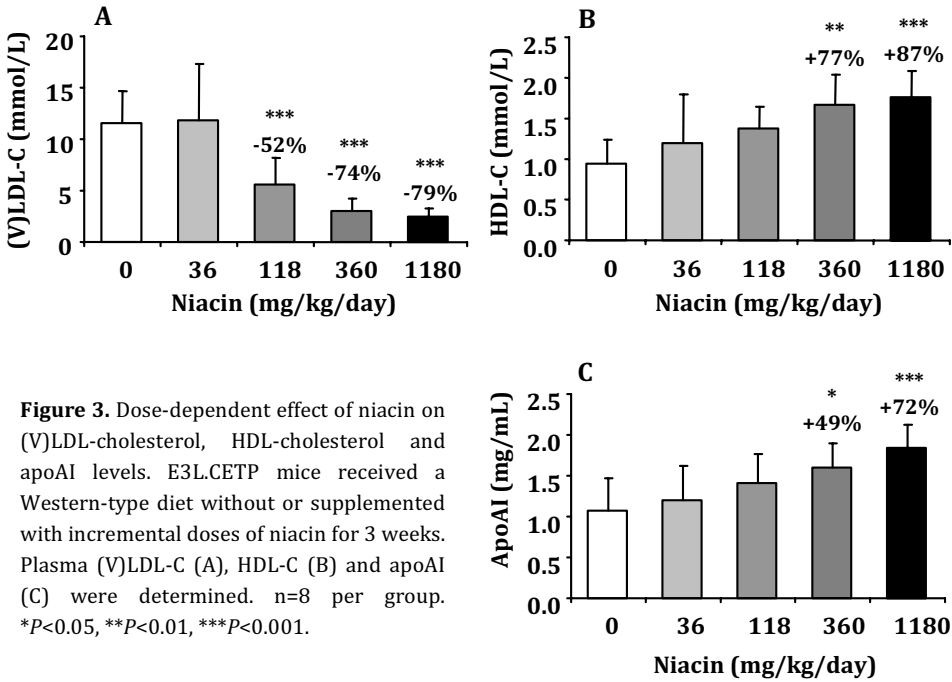 A
(V)LDL-C (mmol/L)
20
15
10
5
0
***
-52%
***
-74%
***
-79%
0 36 118 360 1180
Niacin (mg/kg/day)
B
HDL-C (mmol/L)
2.5
2.0
1.5
1.0
0.5
0.0
**
+77%
***
+87%
0 36 118 360 1180
Niacin (mg/kg/day)
Figure 3. Dose-dependent effect of niacin on
(V)LDL-cholesterol, HDL-cholesterol and
apoAI levels. E3L.CETP mice received a
Western-type diet without or supplemented
with incremental doses of niacin for 3 weeks.
Plasma (V)LDL-C (A), HDL-C (B) and apoAI
(C) were determined. n=8 per group.
*P<0.05, **P<0.01, ***P<0.001.
C
ApoAI (mg/mL)
2.5
2.0
1.5
1.0
0.5
0.0
*
+49%
***
+72%
0 36 118 360 1180
Niacin (mg/kg/day)